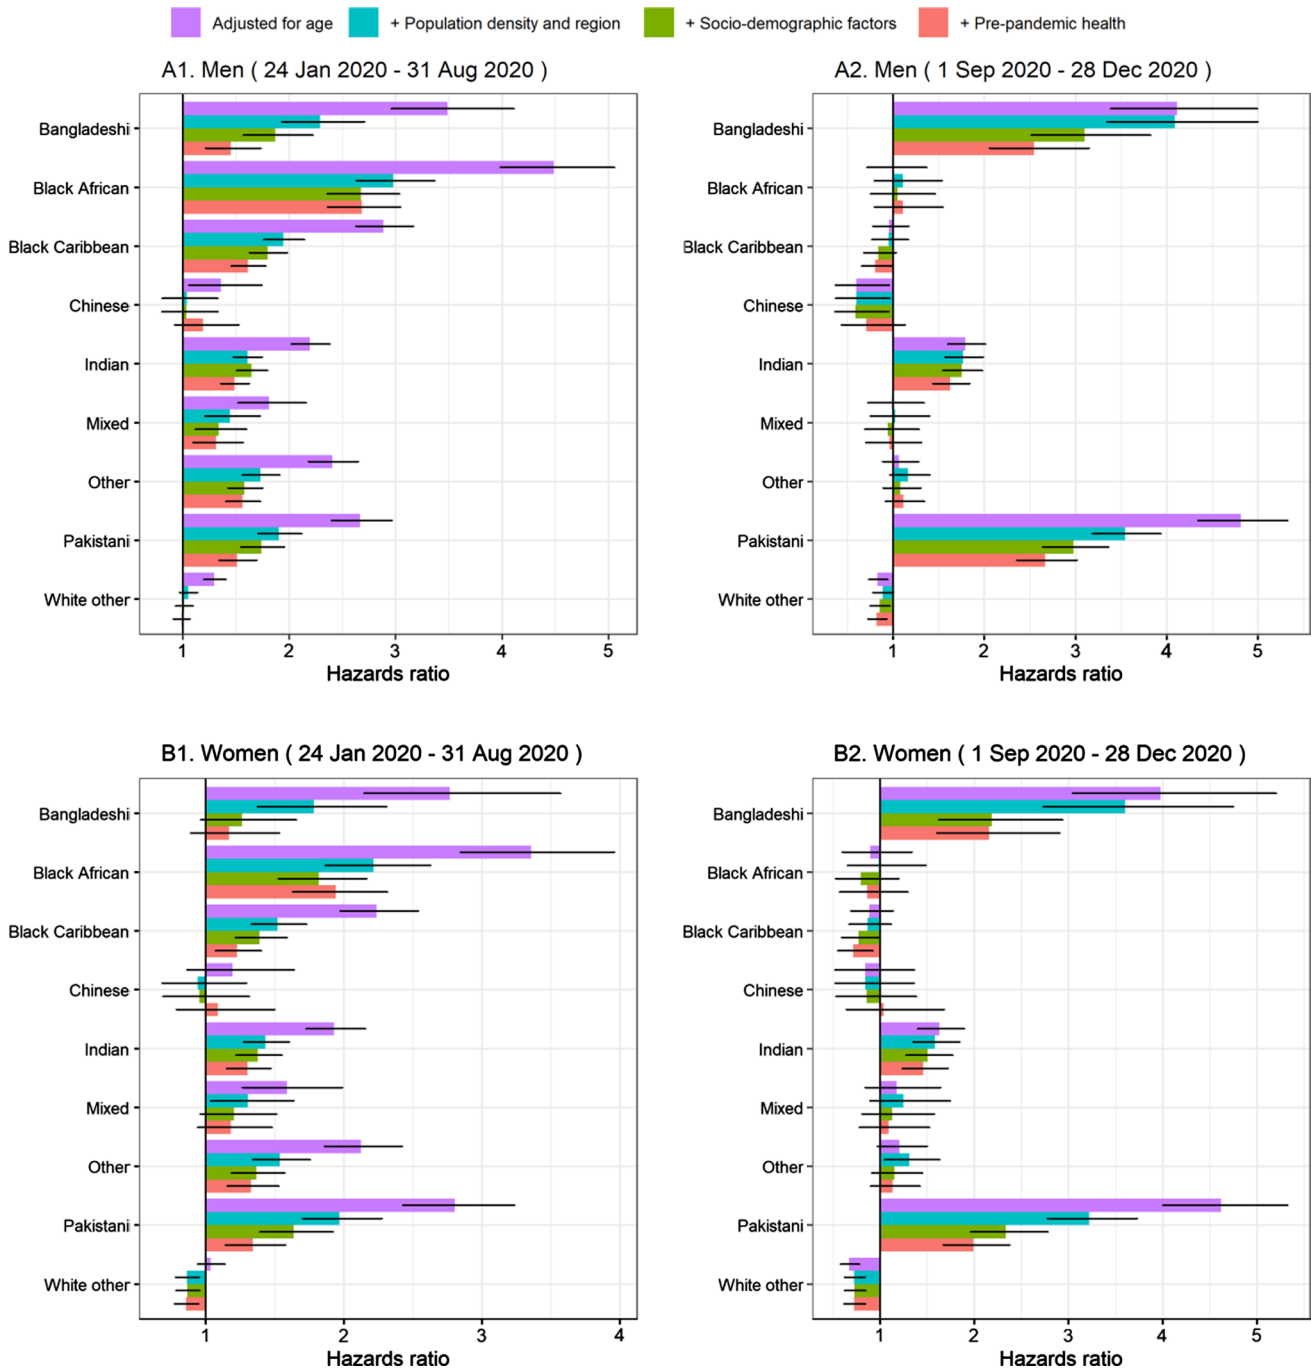 Adjusted for age + Population density and region + Socio-demographic factors + Pre-pandemic health
A1. Men ( 24 Jan 2020 - 31 Aug 2020 )
Bangladeshi
Black African
Black Caribbean
Chinese
Indian
Mixed
Other
Pakistani
White other
1 2 3 4 5
Hazards ratio
A2. Men ( 1 Sep 2020 - 28 Dec 2020 )
Bangladeshi
Black African
Black Caribbean
Chinese
Indian
Mixed
Other
Pakistani
White other
1 2 3 4 5
Hazards ratio
B1. Women ( 24 Jan 2020 - 31 Aug 2020 )
Bangladeshi
Black African
Black Caribbean
Chinese
Indian
Mixed
Other
Pakistani
White other
1 2 3 4
Hazards ratio
B2. Women ( 1 Sep 2020 - 28 Dec 2020 )
Bangladeshi
Black African
Black Caribbean
Chinese
Indian
Mixed
Other
Pakistani
White other
1 2 3 4 5
Hazards ratio